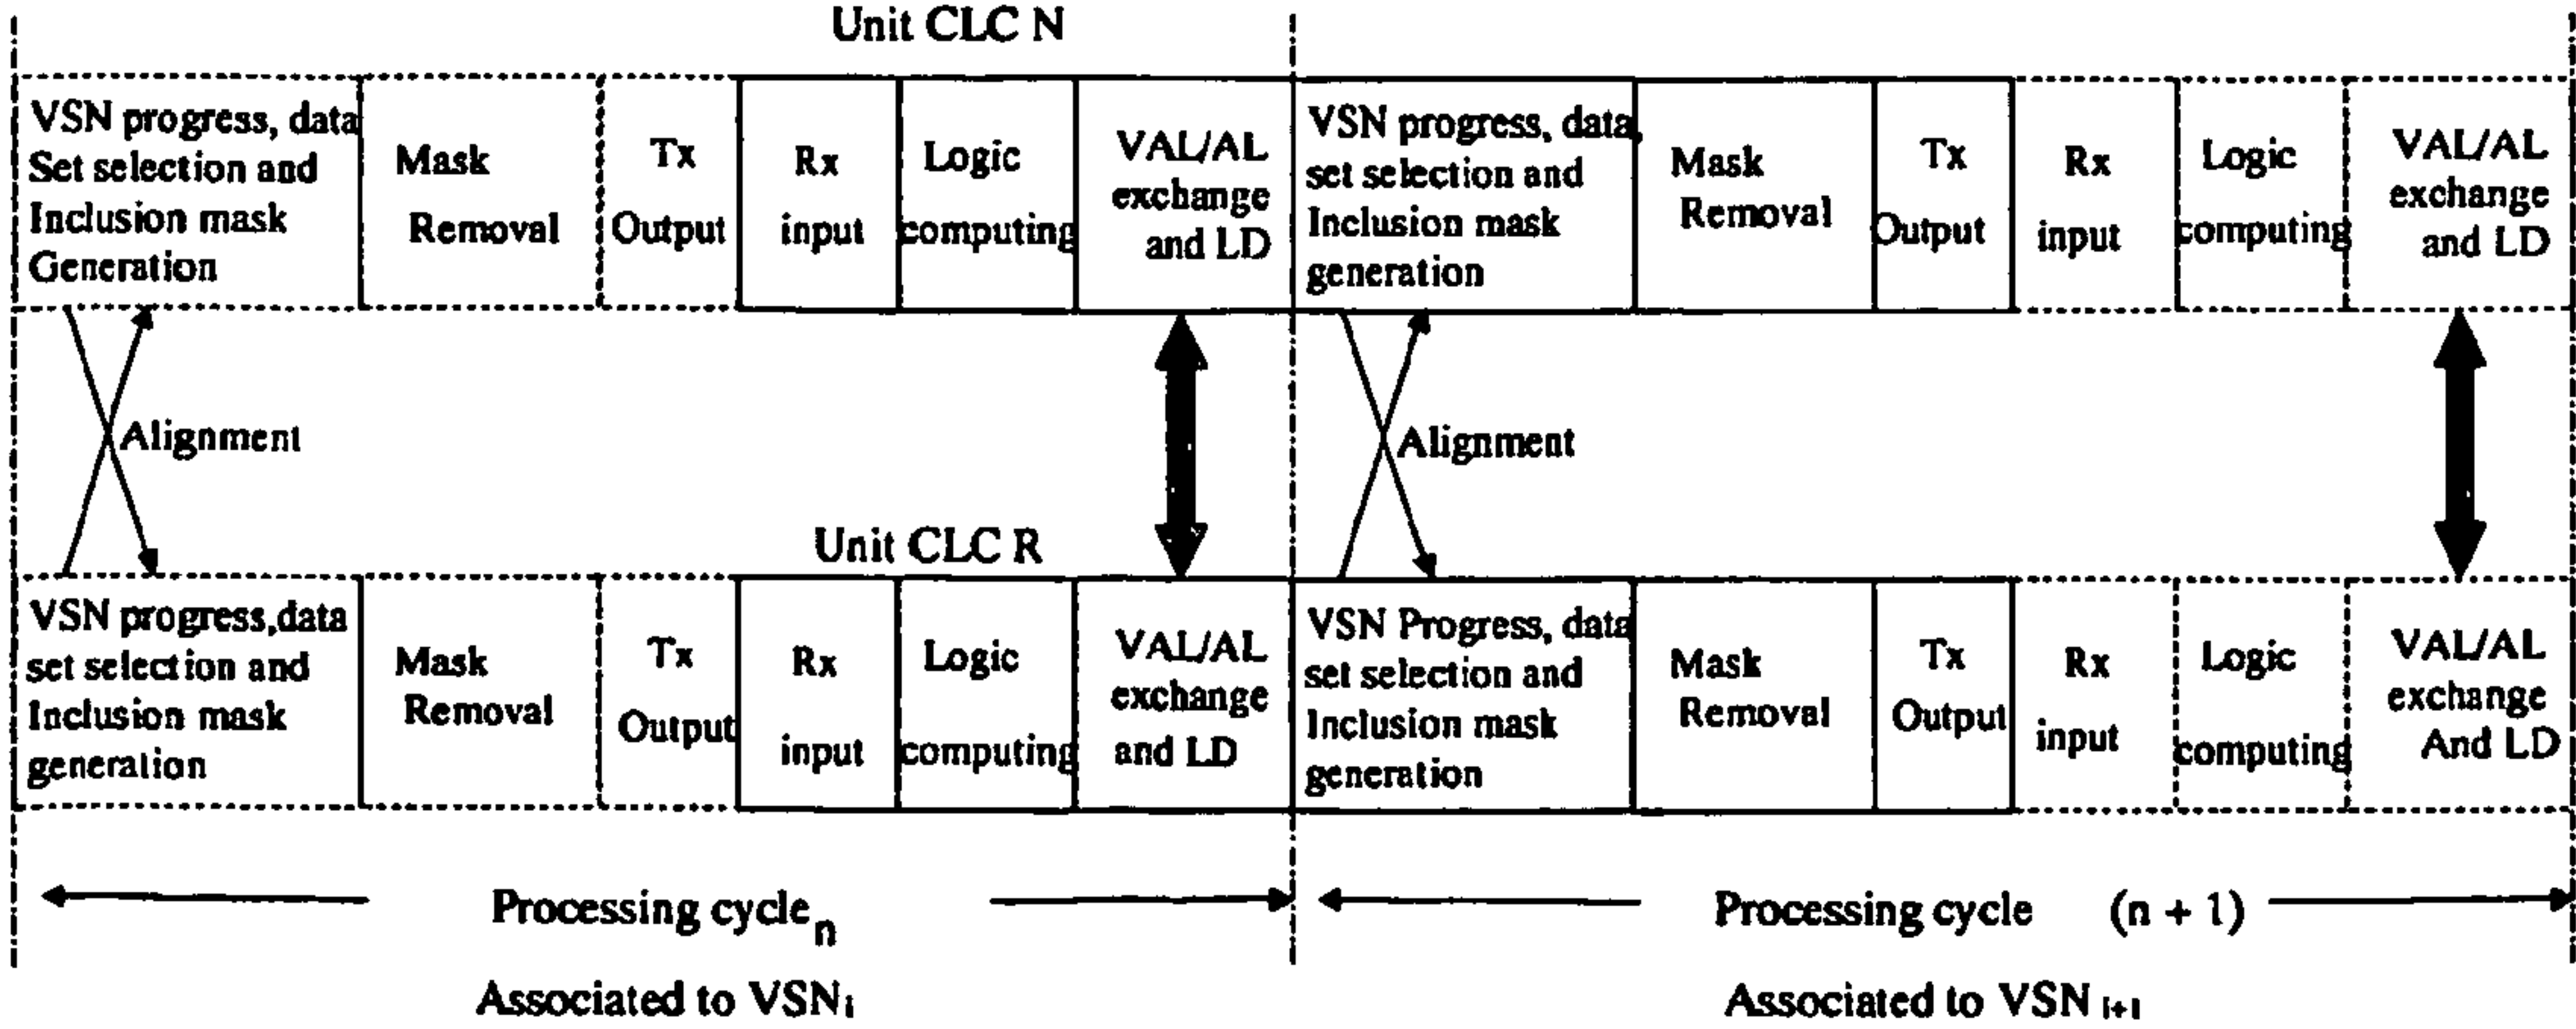 Unit CLC N
VSN progress, data
Set selection and
Inclusion mask
Generation
Mask
Removal
Tx
Output
Rx
input
Logic
computing
VAL/AL
exchange
and LD
VSN progress, data,
set selection and
Inclusion mask
generation
Mask
Removal
Tx
Output
Rx
input
Logic
computing
VAL/AL
exchange
and LD
Alignment
Alignment
Unit CLC R
VSN progress,data
set selection and
Inclusion mask
generation
Mask
Removal
Tx
Output
Rx
input
Logic
computing
VAL/AL
exchange
and LD
VSN Progress, data
set selection and
Inclusion mask
generation
Mask
Removal
Tx
Output
Rx
input
Logic
computing
VAL/AL
exchange
And LD
Processing cycle n
Associated to VSN i
Processing cycle (n + 1)
Associated to VSN i+1